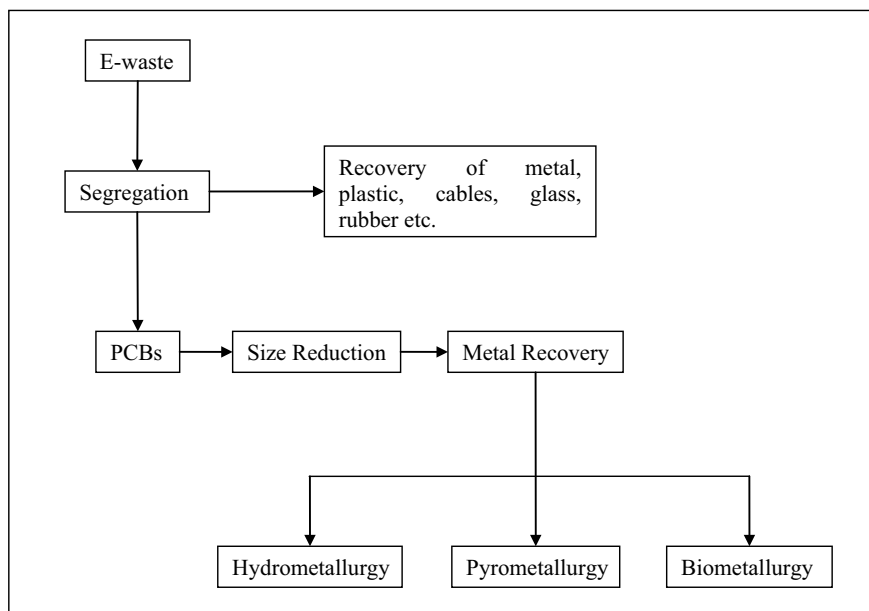 E-waste
Segregation
Recovery of metal,
plastic, cables, glass,
rubber etc.
PCBs
Size Reduction
Metal Recovery
Hydrometallurgy
Pyrometallurgy
Biometallurgy